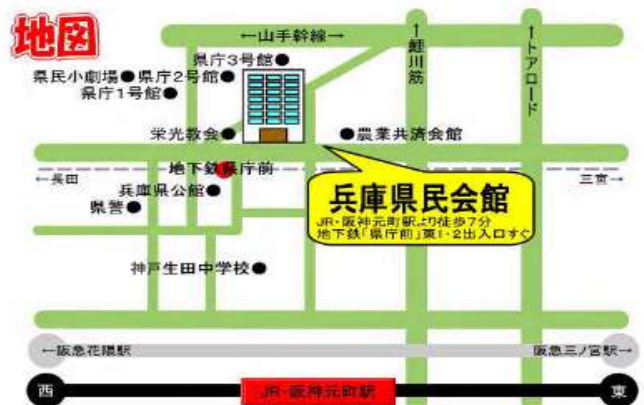 地図
←山手幹線→
↑鯉川筋
↑トアロード
県庁3号館●
県民小劇場●県庁2号館●
県庁1号館●
栄光教会●
●農業共済会館
地下鉄県庁前
←長田
三宮→
兵庫県公館●
県警●
兵庫県民会館
JR・阪神元町駅より徒歩7分
地下鉄「県庁前」東1・2出入口すぐ
神戸生田中学校●
←阪急花隈駅
阪急三ノ宮駅→
西
JR・阪神元町駅
東